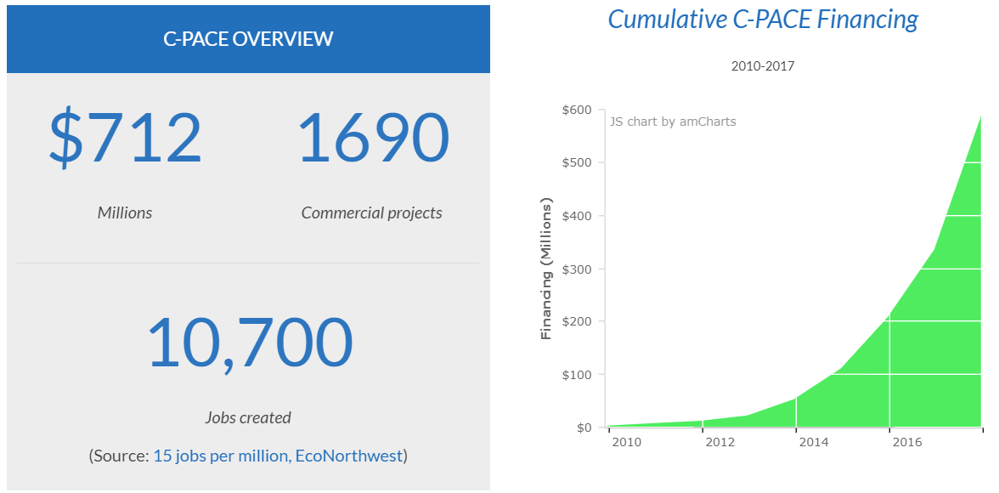 C-PACE OVERVIEW
$712
1690
Millions
Commercial projects
10,700
Jobs created
(Source: 15 jobs per million, EcoNorthwest)
Cumulative C-PACE Financing
2010-2017
JS chart by amCharts
Financing (Millions)
$600
$500
$400
$300
$200
$100
$0
2010
2012
2014
2016